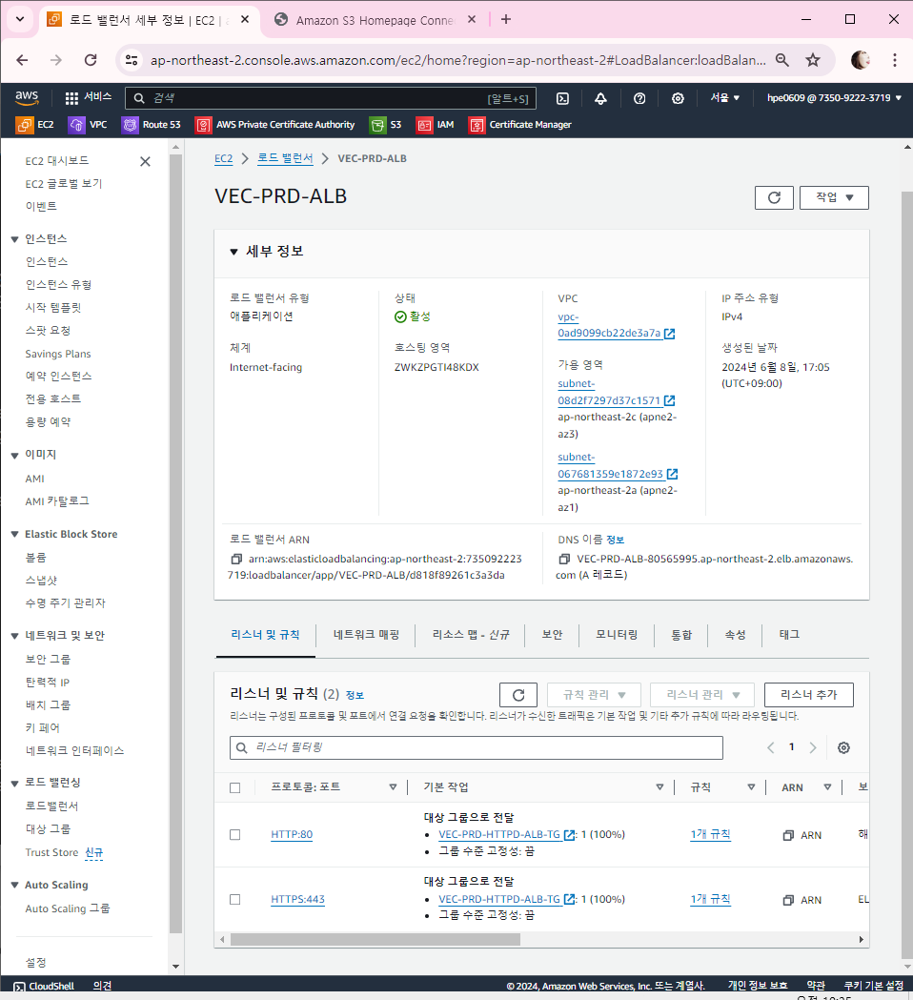 로드 밸런서 세부 정보 | EC2 | a
Amazon S3 Homepage Conne
ap-northeast-2.console.aws.amazon.com/ec2/home?region=ap-northeast-2#LoadBalancer:loadBalan...
aws 서비스 검색 [알트+S] 서울 ▼ hpe0609 @ 7350-9222-3719 ▼
EC2 VPC Route 53 AWS Private Certificate Authority S3 IAM Certificate Manager
EC2 대시보드
EC2 글로벌 보기
이벤트
▼ 인스턴스
인스턴스
인스턴스 유형
시작 템플릿
스팟 요청
Savings Plans
예약 인스턴스
전용 호스트
용량 예약
▼ 이미지
AMI
AMI 카탈로그
▼ Elastic Block Store
볼륨
스냅샷
수명 주기 관리자
▼ 네트워크 및 보안
보안 그룹
탄력적 IP
배치 그룹
키 페어
네트워크 인터페이스
▼ 로드 밸런싱
로드밸런서
대상 그룹
Trust Store 신규
▼ Auto Scaling
Auto Scaling 그룹
설정
EC2 > 로드 밸런서 > VEC-PRD-ALB
VEC-PRD-ALB
작업 ▼
▼ 세부 정보
로드 밸런서 유형
애플리케이션
체계
Internet-facing
상태
활성
호스팅 영역
ZWKZPGTI48KDX
VPC
vpc-
0ad9099cb22de3a7a
가용 영역
subnet-
08d2f7297d37c1571
ap-northeast-2c (apne2-
az3)
subnet-
067681359e1872e93
ap-northeast-2a (apne2-
az1)
IP 주소 유형
IPv4
생성된 날짜
2024년 6월 8일, 17:05
(UTC+09:00)
로드 밸런서 ARN
arn:aws:elasticloadbalancing:ap-northeast-2:735092223
719:loadbalancer/app/VEC-PRD-ALB/d818f89261c3a3da
DNS 이름 정보
VEC-PRD-ALB-80565995.ap-northeast-2.elb.amazonaws.
com (A 레코드)
리스너 및 규칙 네트워크 매핑 리소스 맵 - 신규 보안 모니터링 통합 속성 태그
리스너 및 규칙 (2) 정보
규칙 관리 ▼ 리스너 관리 ▼ 리스너 추가
리스너는 구성된 프로토콜 및 포트에서 연결 요청을 확인합니다. 리스너가 수신한 트래픽은 기본 작업 및 기타 추가 규칙에 따라 라우팅됩니다.
리스너 필터링
< 1 >
프로토콜: 포트 기본 작업 규칙 ARN 보
HTTP:80
대상 그룹으로 전달
• VEC-PRD-HTTPD-ALB-TG : 1 (100%)
• 그룹 수준 고정성: 끔
1개 규칙
ARN
해
HTTPS:443
대상 그룹으로 전달
• VEC-PRD-HTTPD-ALB-TG : 1 (100%)
• 그룹 수준 고정성: 끔
1개 규칙
ARN
EL
CloudShell 의견 © 2024, Amazon Web Services, Inc. 또는 계열사. 개인 정보 보호 약관 쿠키 기본 설정